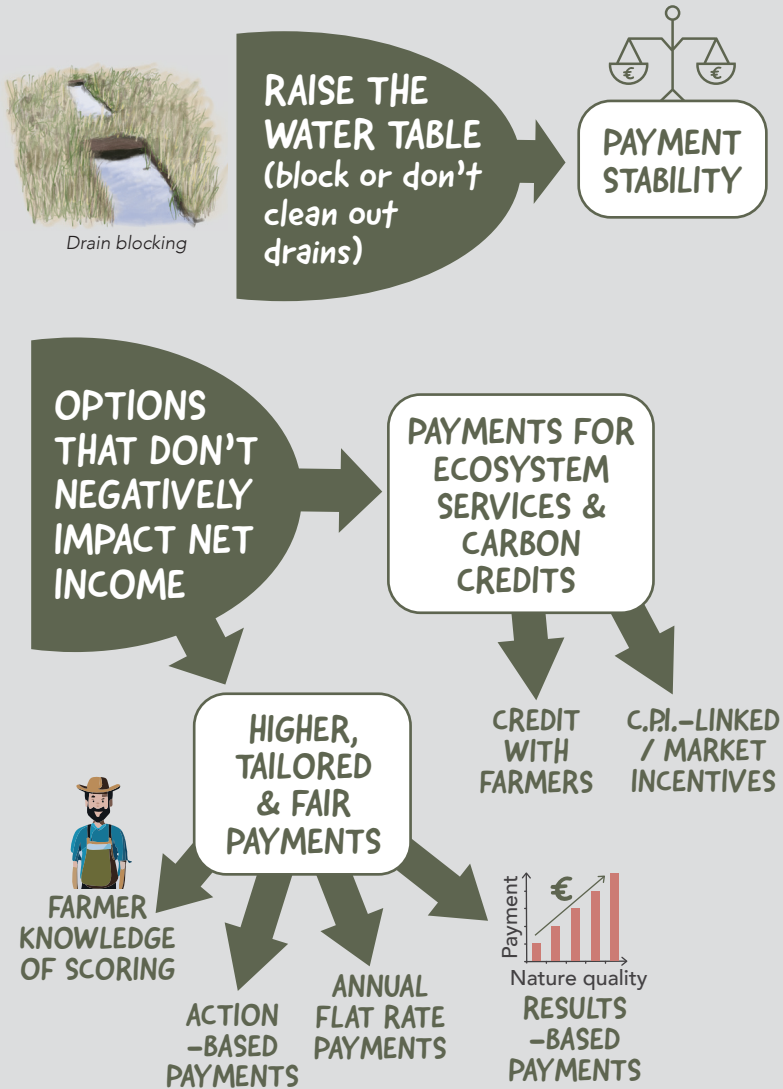 RAISE THE
WATER TABLE
(block or don't
clean out
drains)
Drain blocking
€ €
PAYMENT
STABILITY
OPTIONS
THAT DON'T
NEGATIVELY
IMPACT NET
INCOME
PAYMENTS FOR
ECOSYSTEM
SERVICES &
CARBON
CREDITS
CREDIT
WITH
FARMERS
C.P.I.-LINKED
/ MARKET
INCENTIVES
HIGHER,
TAILORED
& FAIR
PAYMENTS
FARMER
KNOWLEDGE
OF SCORING
ACTION
-BASED
PAYMENTS
ANNUAL
FLAT RATE
PAYMENTS
Payment
€
Nature quality
RESULTS
-BASED
PAYMENTS